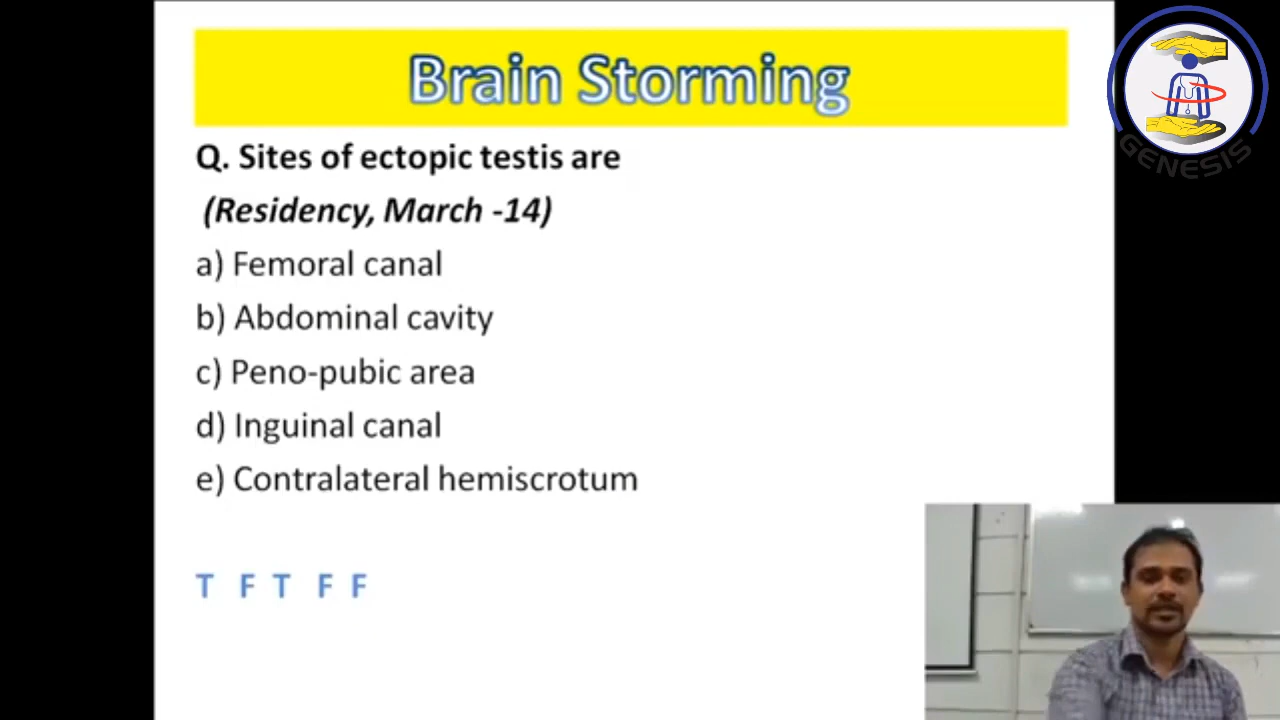 Brain Storming
Q. Sites of ectopic testis are
(Residency, March -14)
a) Femoral canal
b) Abdominal cavity
c) Peno-pubic area
d) Inguinal canal
e) Contralateral hemiscrotum
T F T F F
GENESIS